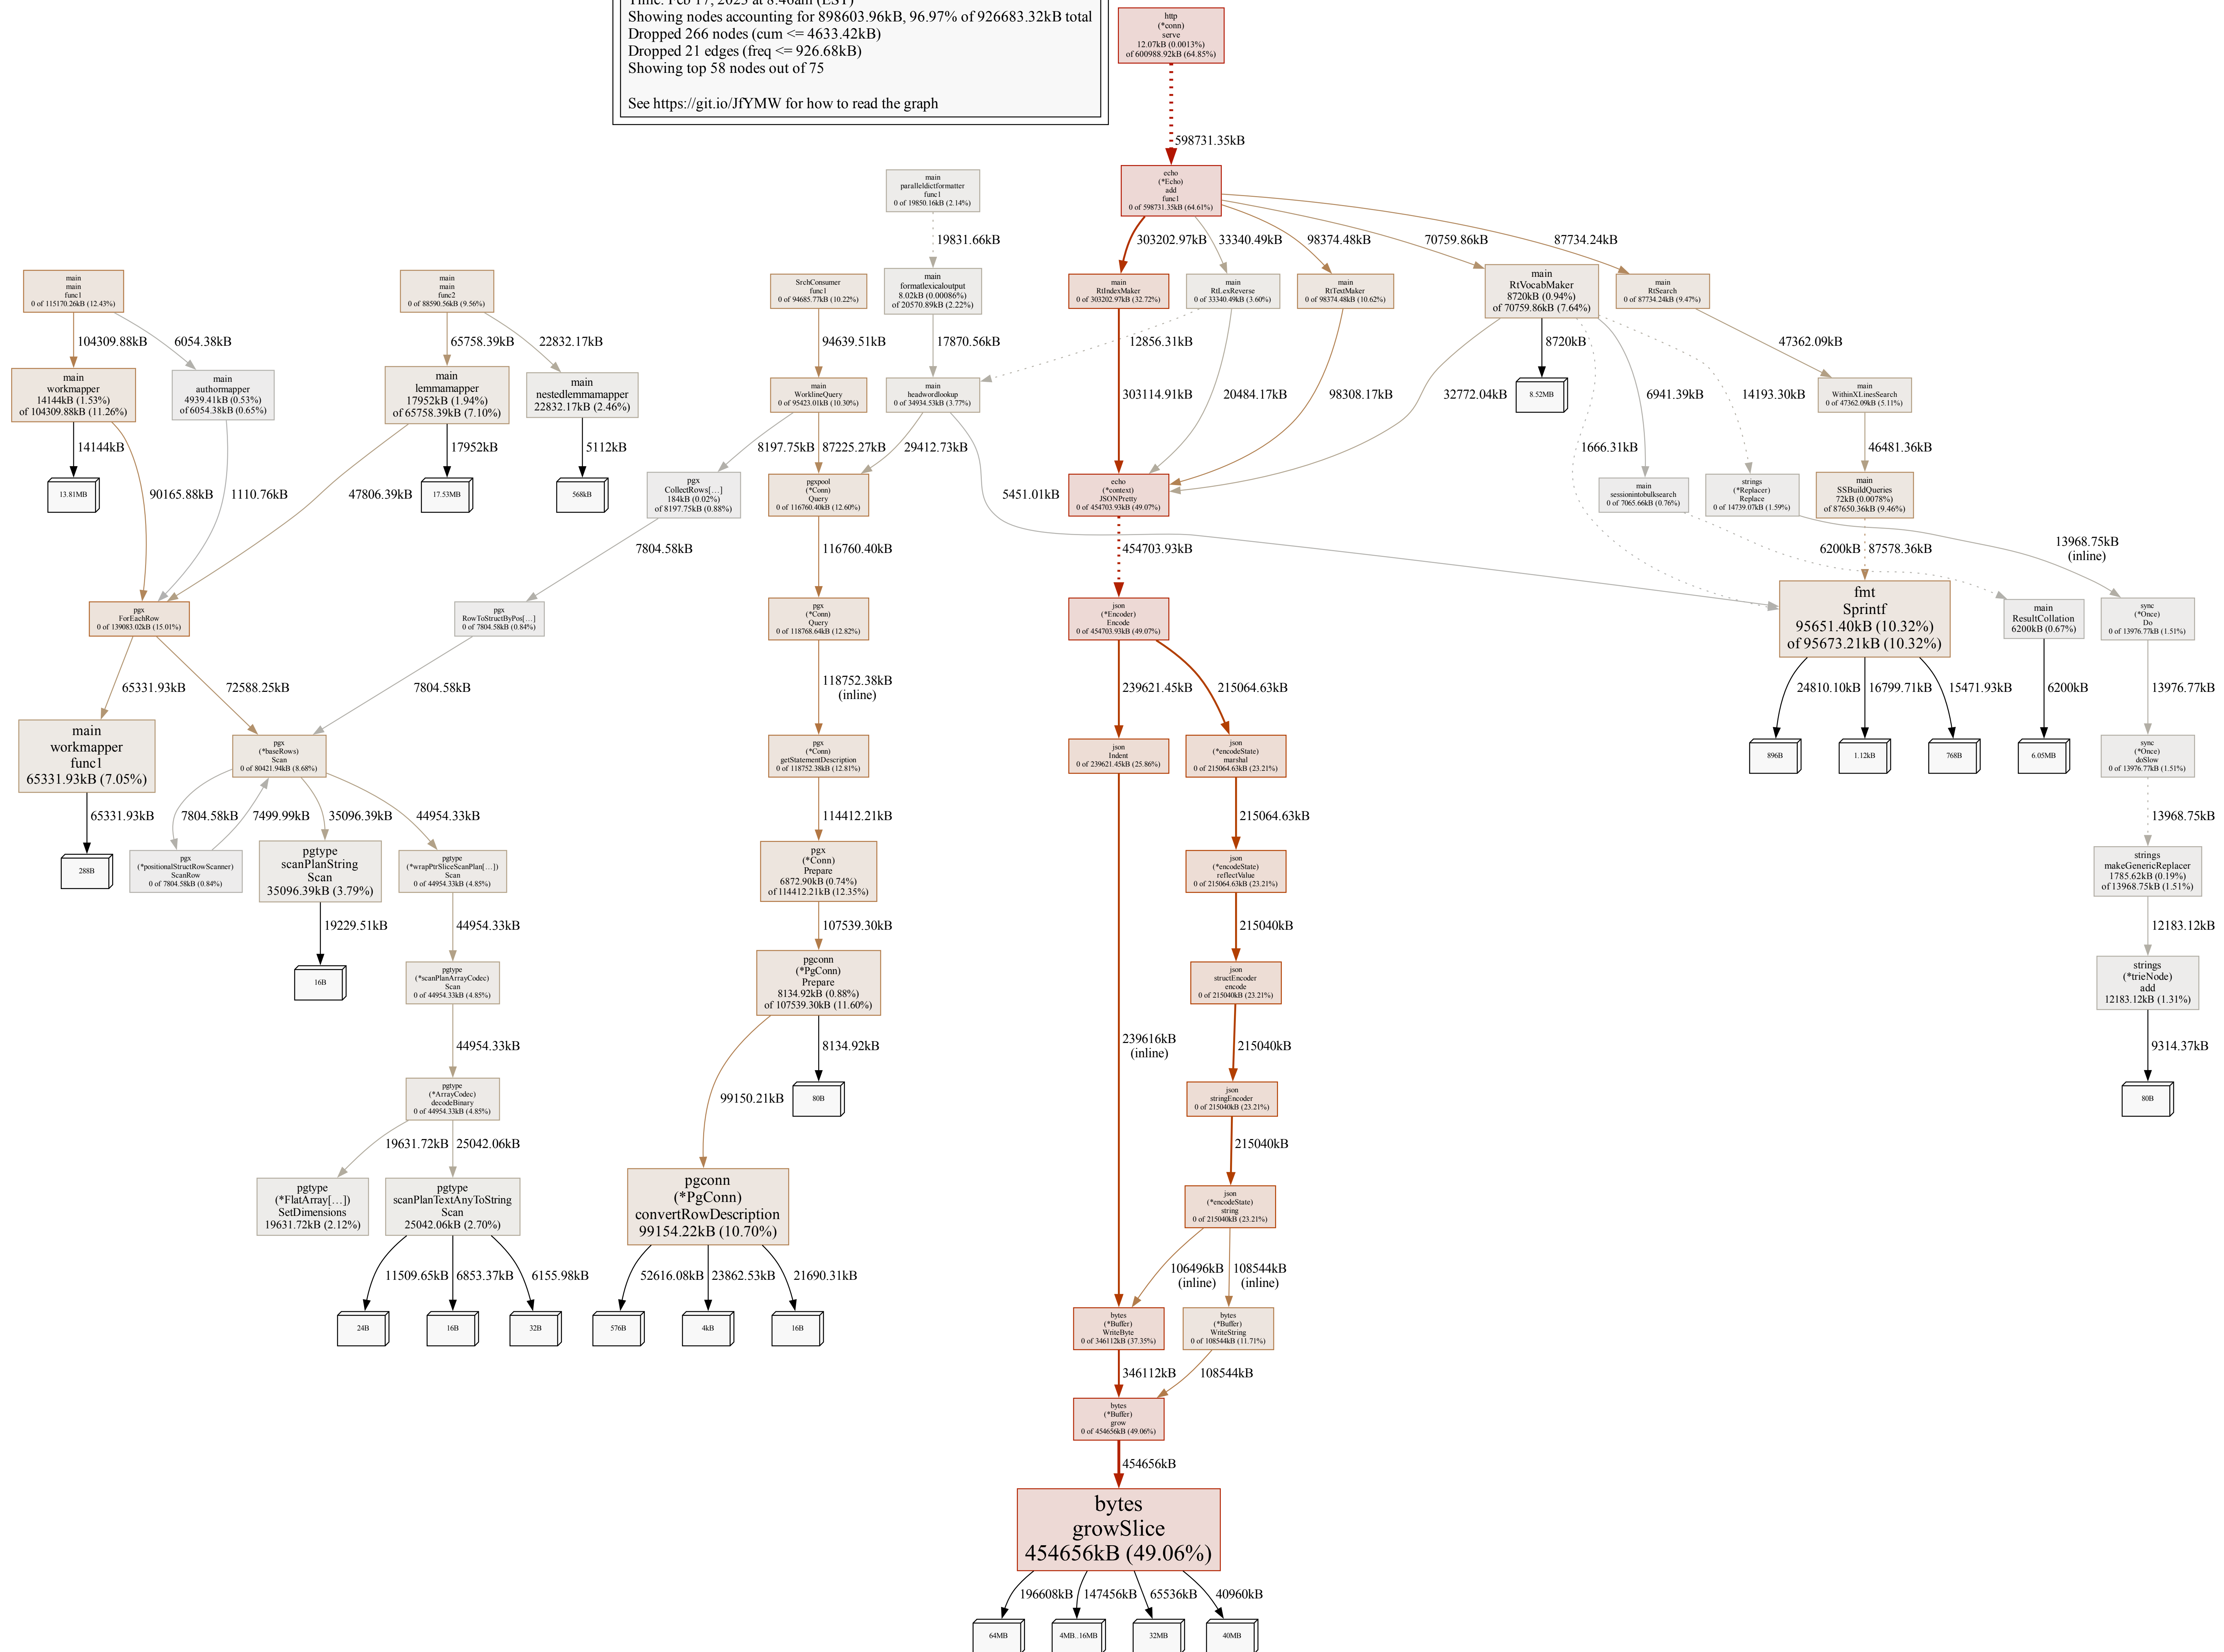 Showing nodes accounting for 898603.96kB, 96.97% of 926683.32kB total
Dropped 266 nodes (cum <= 4633.42kB)
Dropped 21 edges (freq <= 926.68kB)
Showing top 58 nodes out of 75
See https://git.io/JfYMW for how to read the graph
http
(*conn)
serve
12.07kB (0.0013%)
of 600988.92kB (64.85%)
598731.35kB
main
paralleldictformatter
func1
0 of 19850.16kB (2.14%)
echo
(*Echo)
add
func1
0 of 598731.35kB (64.61%)
19831.66kB
303202.97kB
33340.49kB
98374.48kB
70759.86kB
87734.24kB
main
main
func1
0 of 115170.26kB (12.43%)
main
main
func2
0 of 88590.56kB (9.56%)
SrchConsumer
func1
0 of 94685.77kB (10.22%)
main
formatlexicaloutput
8.02kB (0.00086%)
of 20570.89kB (2.22%)
main
RtIndexMaker
0 of 303202.97kB (32.72%)
main
RtLexReverse
0 of 33340.49kB (3.60%)
main
RtTextMaker
0 of 98374.48kB (10.62%)
main
RtVocabMaker
8720kB (0.94%)
of 70759.86kB (7.64%)
main
RtSearch
0 of 87734.24kB (9.47%)
104309.88kB
6054.38kB
65758.39kB
22832.17kB
94639.51kB
17870.56kB
12856.31kB
8720kB
47362.09kB
main
workmapper
14144kB (1.53%)
of 104309.88kB (11.26%)
main
authormapper
4939.41kB (0.53%)
of 6054.38kB (0.65%)
main
lemmamapper
17952kB (1.94%)
of 65758.39kB (7.10%)
main
nestedlemmamapper
22832.17kB (2.46%)
main
WorklineQuery
0 of 95423.01kB (10.30%)
main
headwordlookup
0 of 34934.53kB (3.77%)
303114.91kB
20484.17kB
98308.17kB
32772.04kB
8.52MB
6941.39kB
14193.30kB
main
WithinXLinesSearch
0 of 47362.09kB (5.11%)
14144kB
17952kB
5112kB
8197.75kB
87225.27kB
29412.73kB
1666.31kB
46481.36kB
13.81MB
90165.88kB
1110.76kB
47806.39kB
17.53MB
568kB
pgx
CollectRows[…]
184kB (0.02%)
of 8197.75kB (0.88%)
pgxpool
(*Conn)
Query
0 of 116760.40kB (12.60%)
5451.01kB
echo
(*context)
JSONPretty
0 of 454703.93kB (49.07%)
main
sessionintobulksearch
0 of 7065.66kB (0.76%)
strings
(*Replacer)
Replace
0 of 14739.07kB (1.59%)
main
SSBuildQueries
72kB (0.0078%)
of 87650.36kB (9.46%)
7804.58kB
116760.40kB
454703.93kB
6200kB
87578.36kB
13968.75kB
(inline)
pgx
ForEachRow
0 of 139083.02kB (15.01%)
pgx
RowToStructByPos[…]
0 of 7804.58kB (0.84%)
pgx
(*Conn)
Query
0 of 118768.64kB (12.82%)
json
(*Encoder)
Encode
0 of 454703.93kB (49.07%)
fmt
Sprintf
95651.40kB (10.32%)
of 95673.21kB (10.32%)
main
ResultCollation
6200kB (0.67%)
sync
(*Once)
Do
0 of 13976.77kB (1.51%)
65331.93kB
72588.25kB
7804.58kB
118752.38kB
(inline)
239621.45kB
215064.63kB
24810.10kB
16799.71kB
15471.93kB
6200kB
13976.77kB
main
workmapper
func1
65331.93kB (7.05%)
pgx
(*baseRows)
Scan
0 of 80421.94kB (8.68%)
pgx
(*Conn)
getStatementDescription
0 of 118752.38kB (12.81%)
json
Indent
0 of 239621.45kB (25.86%)
json
(*encodeState)
marshal
0 of 215064.63kB (23.21%)
896B
1.12kB
768B
6.05MB
sync
(*Once)
doSlow
0 of 13976.77kB (1.51%)
65331.93kB
7804.58kB
7499.99kB
35096.39kB
44954.33kB
114412.21kB
215064.63kB
13968.75kB
288B
pgx
(*positionalStructRowScanner)
ScanRow
0 of 7804.58kB (0.84%)
pgtype
scanPlanString
Scan
35096.39kB (3.79%)
pgtype
(*wrapPtrSliceScanPlan[…])
Scan
0 of 44954.33kB (4.85%)
pgx
(*Conn)
Prepare
6872.90kB (0.74%)
of 114412.21kB (12.35%)
json
(*encodeState)
reflectValue
0 of 215064.63kB (23.21%)
strings
makeGenericReplacer
1785.62kB (0.19%)
of 13968.75kB (1.51%)
19229.51kB
44954.33kB
107539.30kB
215040kB
12183.12kB
16B
pgtype
(*scanPlanArrayCodec)
Scan
0 of 44954.33kB (4.85%)
pgconn
(*PgConn)
Prepare
8134.92kB (0.88%)
of 107539.30kB (11.60%)
json
structEncoder
encode
0 of 215040kB (23.21%)
strings
(*trieNode)
add
12183.12kB (1.31%)
44954.33kB
99150.21kB
8134.92kB
239616kB
(inline)
215040kB
9314.37kB
pgtype
(*ArrayCodec)
decodeBinary
0 of 44954.33kB (4.85%)
80B
json
stringEncoder
0 of 215040kB (23.21%)
80B
19631.72kB
25042.06kB
215040kB
pgtype
(*FlatArray[…])
SetDimensions
19631.72kB (2.12%)
pgtype
scanPlanTextAnyToString
Scan
25042.06kB (2.70%)
pgconn
(*PgConn)
convertRowDescription
99154.22kB (10.70%)
json
(*encodeState)
string
0 of 215040kB (23.21%)
11509.65kB
6853.37kB
6155.98kB
52616.08kB
23862.53kB
21690.31kB
106496kB
(inline)
108544kB
(inline)
24B
16B
32B
576B
4kB
16B
bytes
(*Buffer)
WriteByte
0 of 346112kB (37.35%)
bytes
(*Buffer)
WriteString
0 of 108544kB (11.71%)
346112kB
108544kB
bytes
(*Buffer)
grow
0 of 454656kB (49.06%)
454656kB
bytes
growSlice
454656kB (49.06%)
196608kB
147456kB
65536kB
40960kB
64MB
4MB..16MB
32MB
40MB